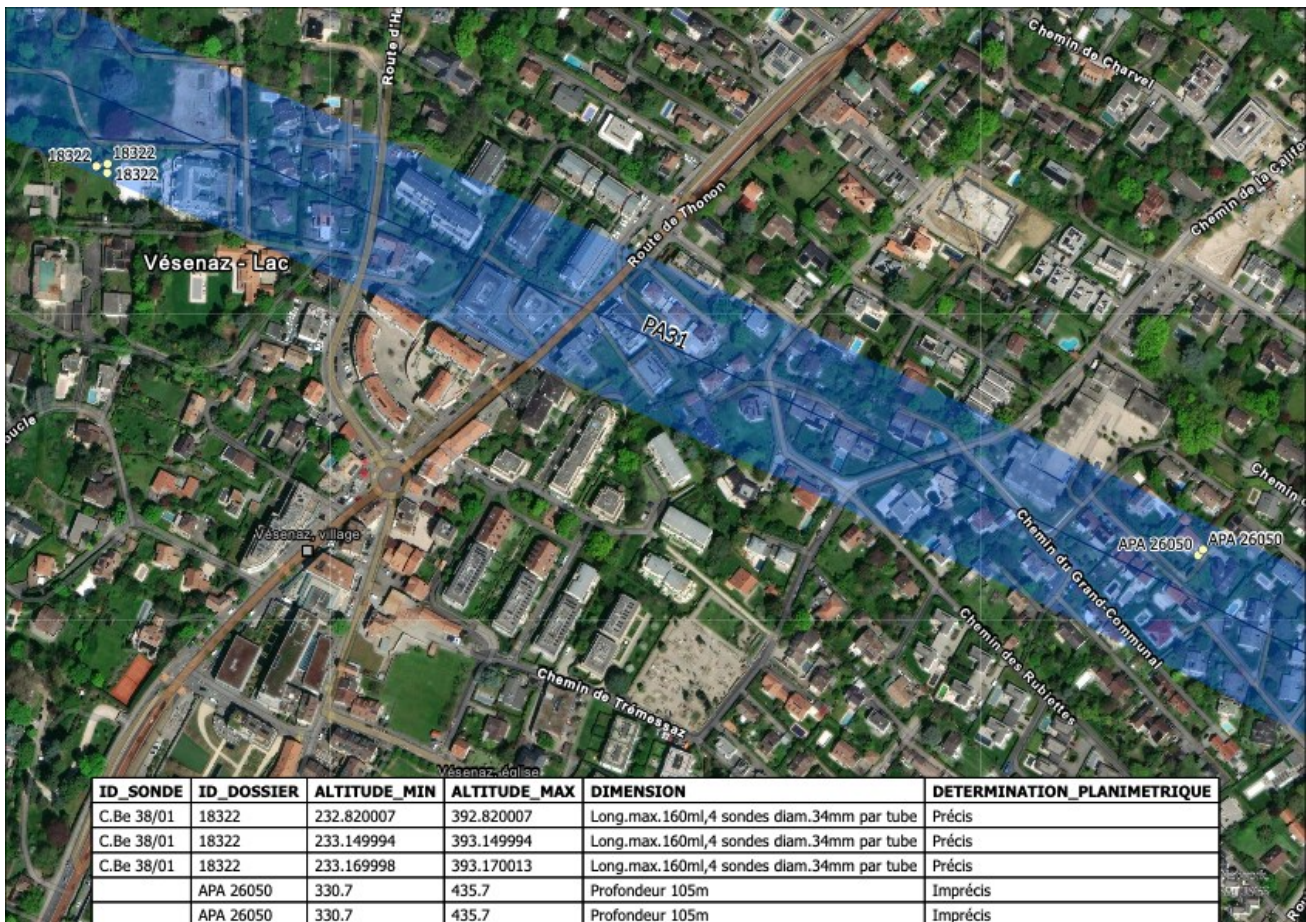 Route d'He
Chemin de Charvel
18322
18322
18322
Chemin de la Califo
Route de Thonon
Vésenaz - Lac
PA31
oucle
Chemin
Vésenaz, village
APA 26050
APA 26050
Chemin du Grand-Communal
Chemin des Rubiettes
Chemin de Trémessaz
Vésenaz, église
ID_SONDE ID_DOSSIER ALTITUDE_MIN ALTITUDE_MAX DIMENSION DETERMINATION_PLANIMETRIQUE
C.Be 38/01 18322 232.820007 392.820007 Long.max.160ml,4 sondes diam.34mm par tube Précis
C.Be 38/01 18322 233.149994 393.149994 Long.max.160ml,4 sondes diam.34mm par tube Précis
C.Be 38/01 18322 233.169998 393.170013 Long.max.160ml,4 sondes diam.34mm par tube Précis
APA 26050 330.7 435.7 Profondeur 105m Imprécis
APA 26050 330.7 435.7 Profondeur 105m Imprécis
Ro